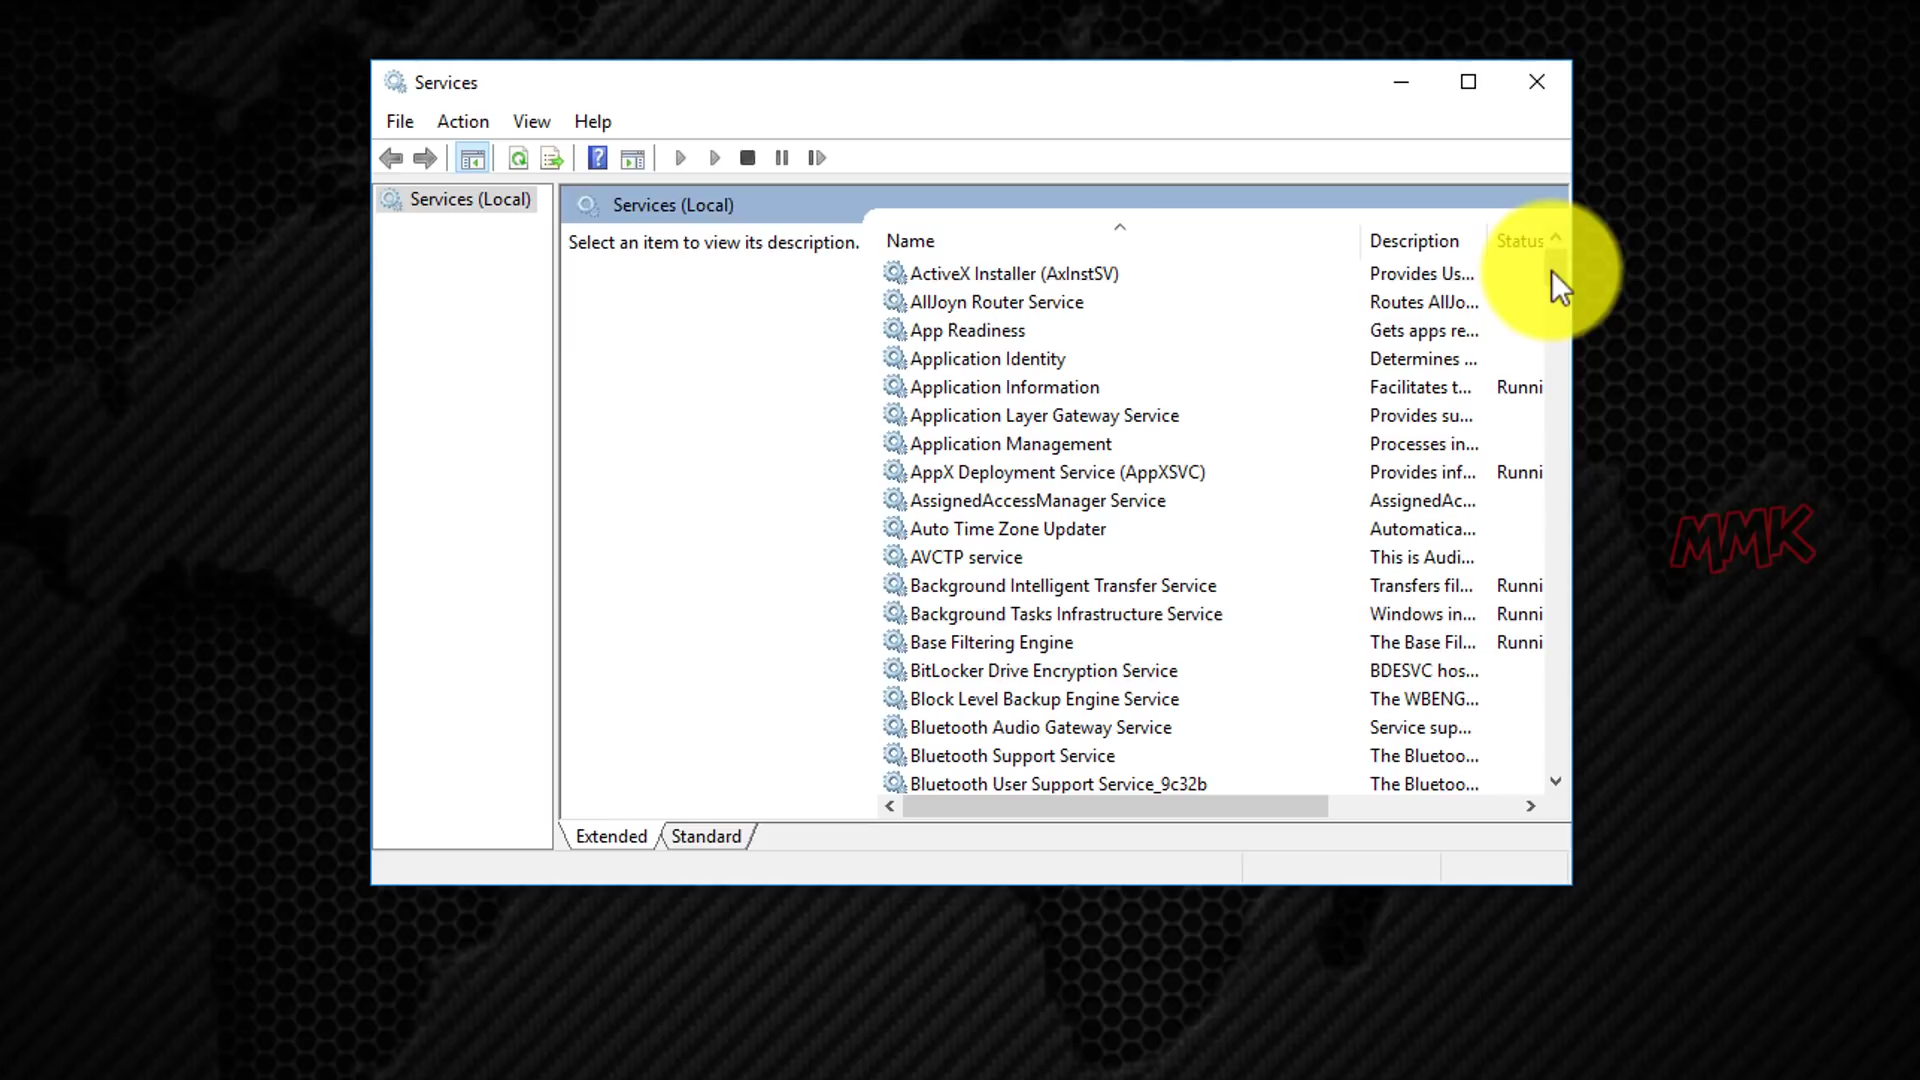 Services
File Action View Help
Services (Local)
Services (Local)
Select an item to view its description.
Name Description Status
ActiveX Installer (AxInstSV) Provides Us...
AllJoyn Router Service Routes AllJo...
App Readiness Gets apps re...
Application Identity Determines ...
Application Information Facilitates t... Runni
Application Layer Gateway Service Provides su...
Application Management Processes in...
AppX Deployment Service (AppXSVC) Provides inf... Runni
AssignedAccessManager Service AssignedAc...
Auto Time Zone Updater Automatica...
AVCTP service This is Audi...
Background Intelligent Transfer Service Transfers fil... Runni
Background Tasks Infrastructure Service Windows in... Runni
Base Filtering Engine The Base Fil... Runni
BitLocker Drive Encryption Service BDESVC hos...
Block Level Backup Engine Service The WBENG...
Bluetooth Audio Gateway Service Service sup...
Bluetooth Support Service The Bluetoo...
Bluetooth User Support Service_9c32b The Bluetoo...
Extended Standard
MMK